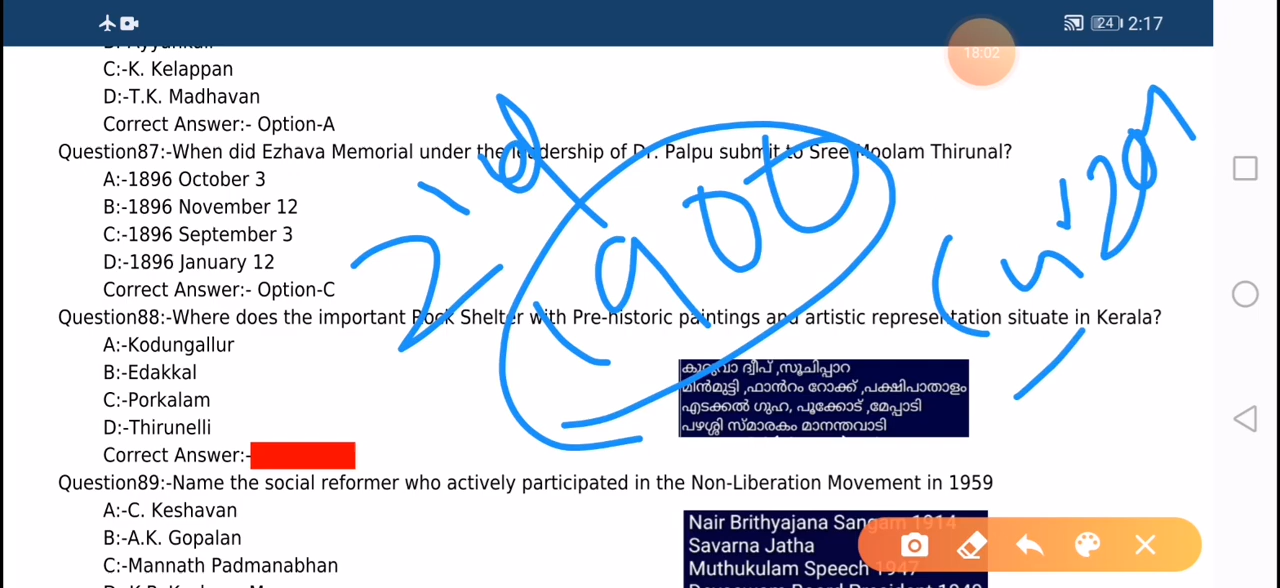 24 2:17
18:02
C:-K. Kelappan
D:-T.K. Madhavan
Correct Answer:- Option-A
Question87:-When did Ezhava Memorial under the leadership of Dr. Palpu submit to Sree Moolam Thirunal?
A:-1896 October 3
B:-1896 November 12
C:-1896 September 3
D:-1896 January 12
Correct Answer:- Option-C
Question88:-Where does the important Rock Shelter with Pre-historic paintings and artistic representation situate in Kerala?
A:-Kodungallur
B:-Edakkal
C:-Porkalam
D:-Thirunelli
Correct Answer:-
കുറുവാ ദ്വീപ് ,സൂചിപ്പാറ
മീൻമുട്ടി ,ഫാൻറം റോക്ക് ,പക്ഷിപാതാളം
എടക്കൽ ഗുഹ, പൂക്കോട് ,മേപ്പാടി
പഴശ്ശി സ്മാരകം മാനന്തവാടി
Question89:-Name the social reformer who actively participated in the Non-Liberation Movement in 1959
A:-C. Keshavan
B:-A.K. Gopalan
C:-Mannath Padmanabhan
Nair Brithyajana Sangam 1914
Savarna Jatha
Muthukulam Speech 1947